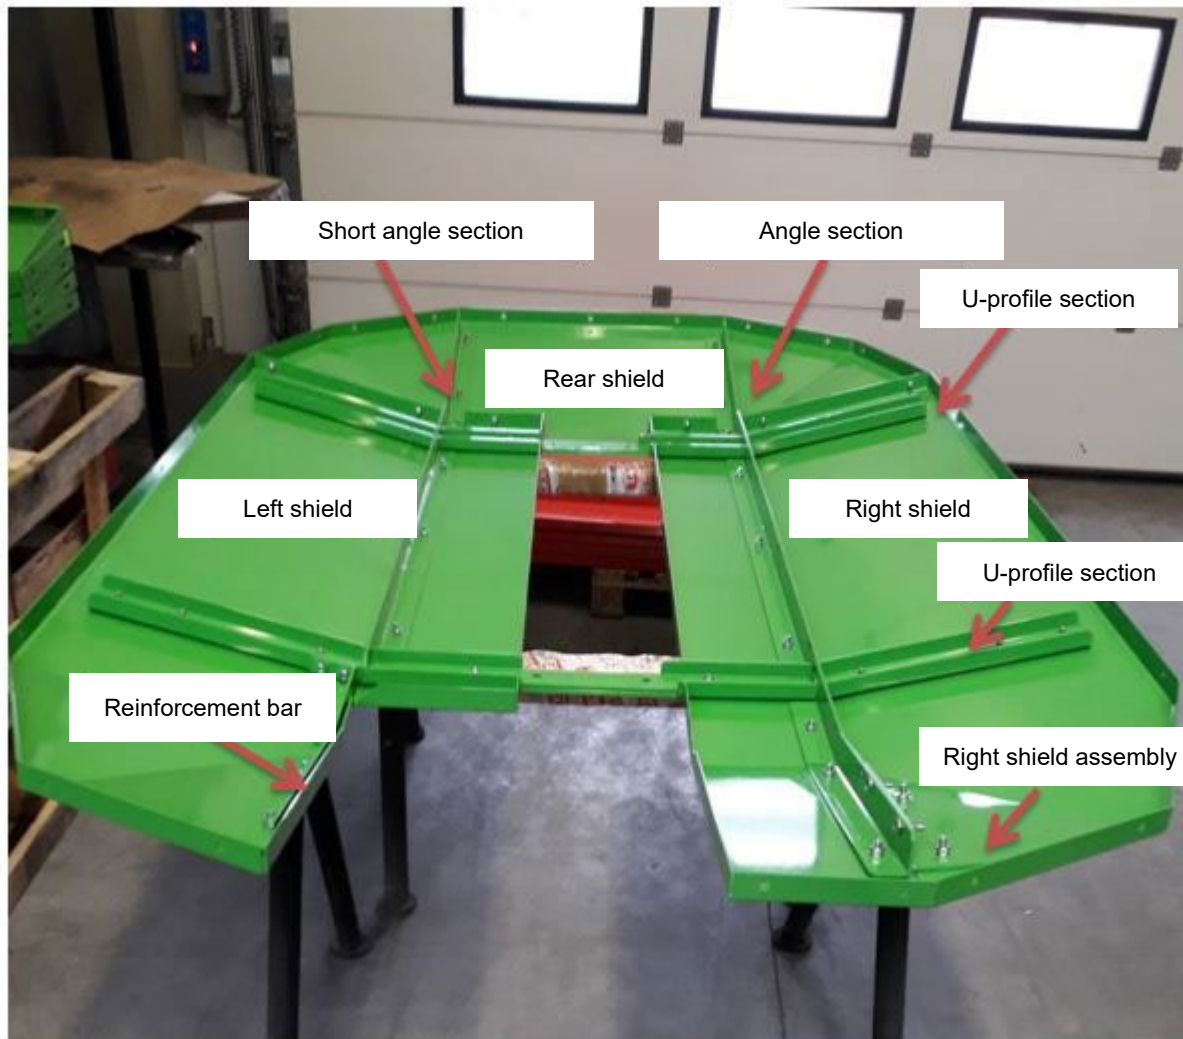 Short angle section
Angle section
U-profile section
Rear shield
Left shield
Right shield
U-profile section
Reinforcement bar
Right shield assembly